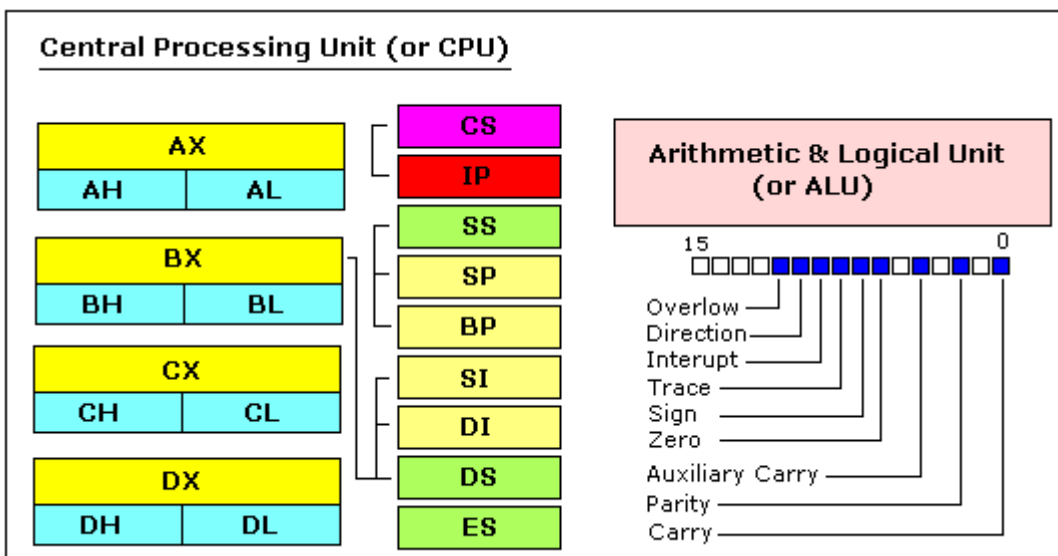 Central Processing Unit (or CPU)
AX
AH AL
BX
BH BL
CX
CH CL
DX
DH DL
CS
IP
SS
SP
BP
SI
DI
DS
ES
Arithmetic & Logical Unit
(or ALU)
15 0
Overlow
Direction
Interupt
Trace
Sign
Zero
Auxiliary Carry
Parity
Carry